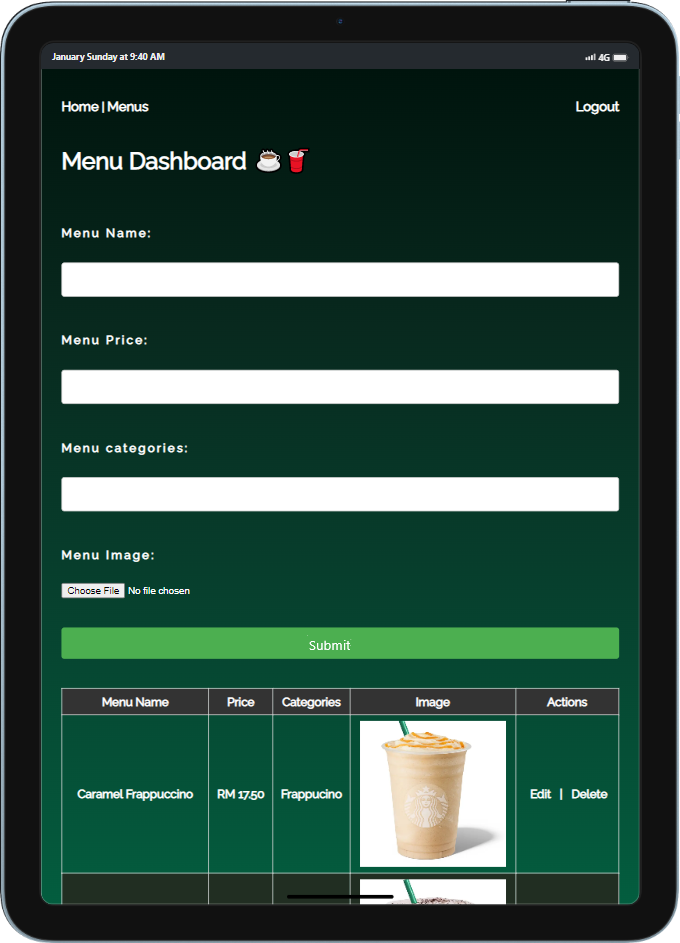 January Sunday at 9:40 AM 4G
Home | Menus Logout
Menu Dashboard
Menu Name:
Menu Price:
Menu categories:
Menu Image:
Choose File No file chosen
Submit
Menu Name Price Categories Image Actions
Caramel Frappuccino RM 17.50 Frappucino Edit | Delete